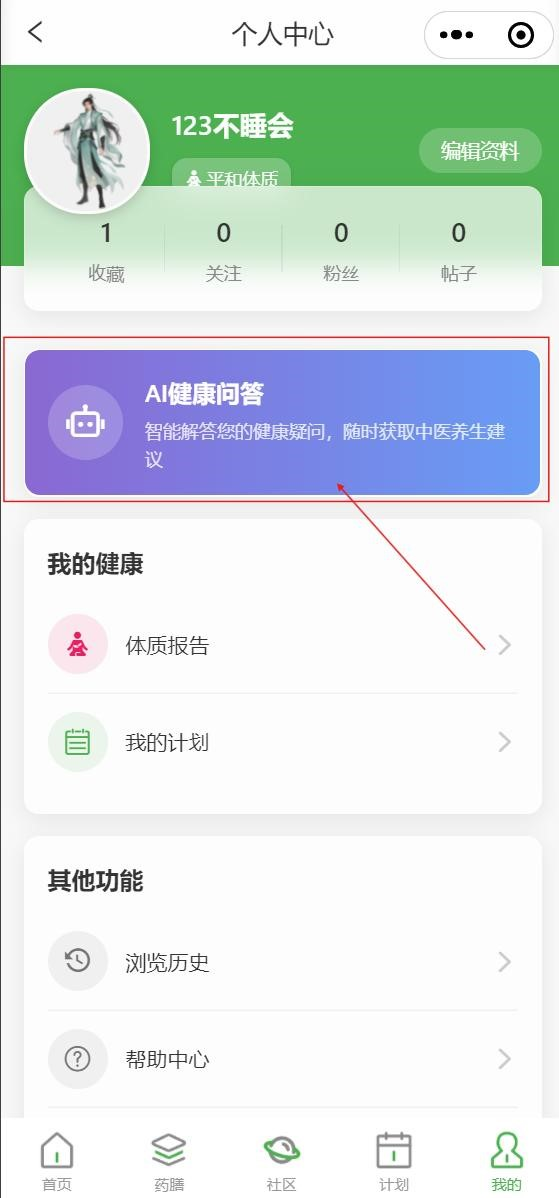 个人中心
123不睡会
编辑资料
平和体质
1
0
0
0
收藏
关注
粉丝
帖子
AI健康问答
智能解答您的健康疑问，随时获取中医养生建
议
我的健康
体质报告
我的计划
其他功能
浏览历史
帮助中心
首页
药膳
社区
计划
我的